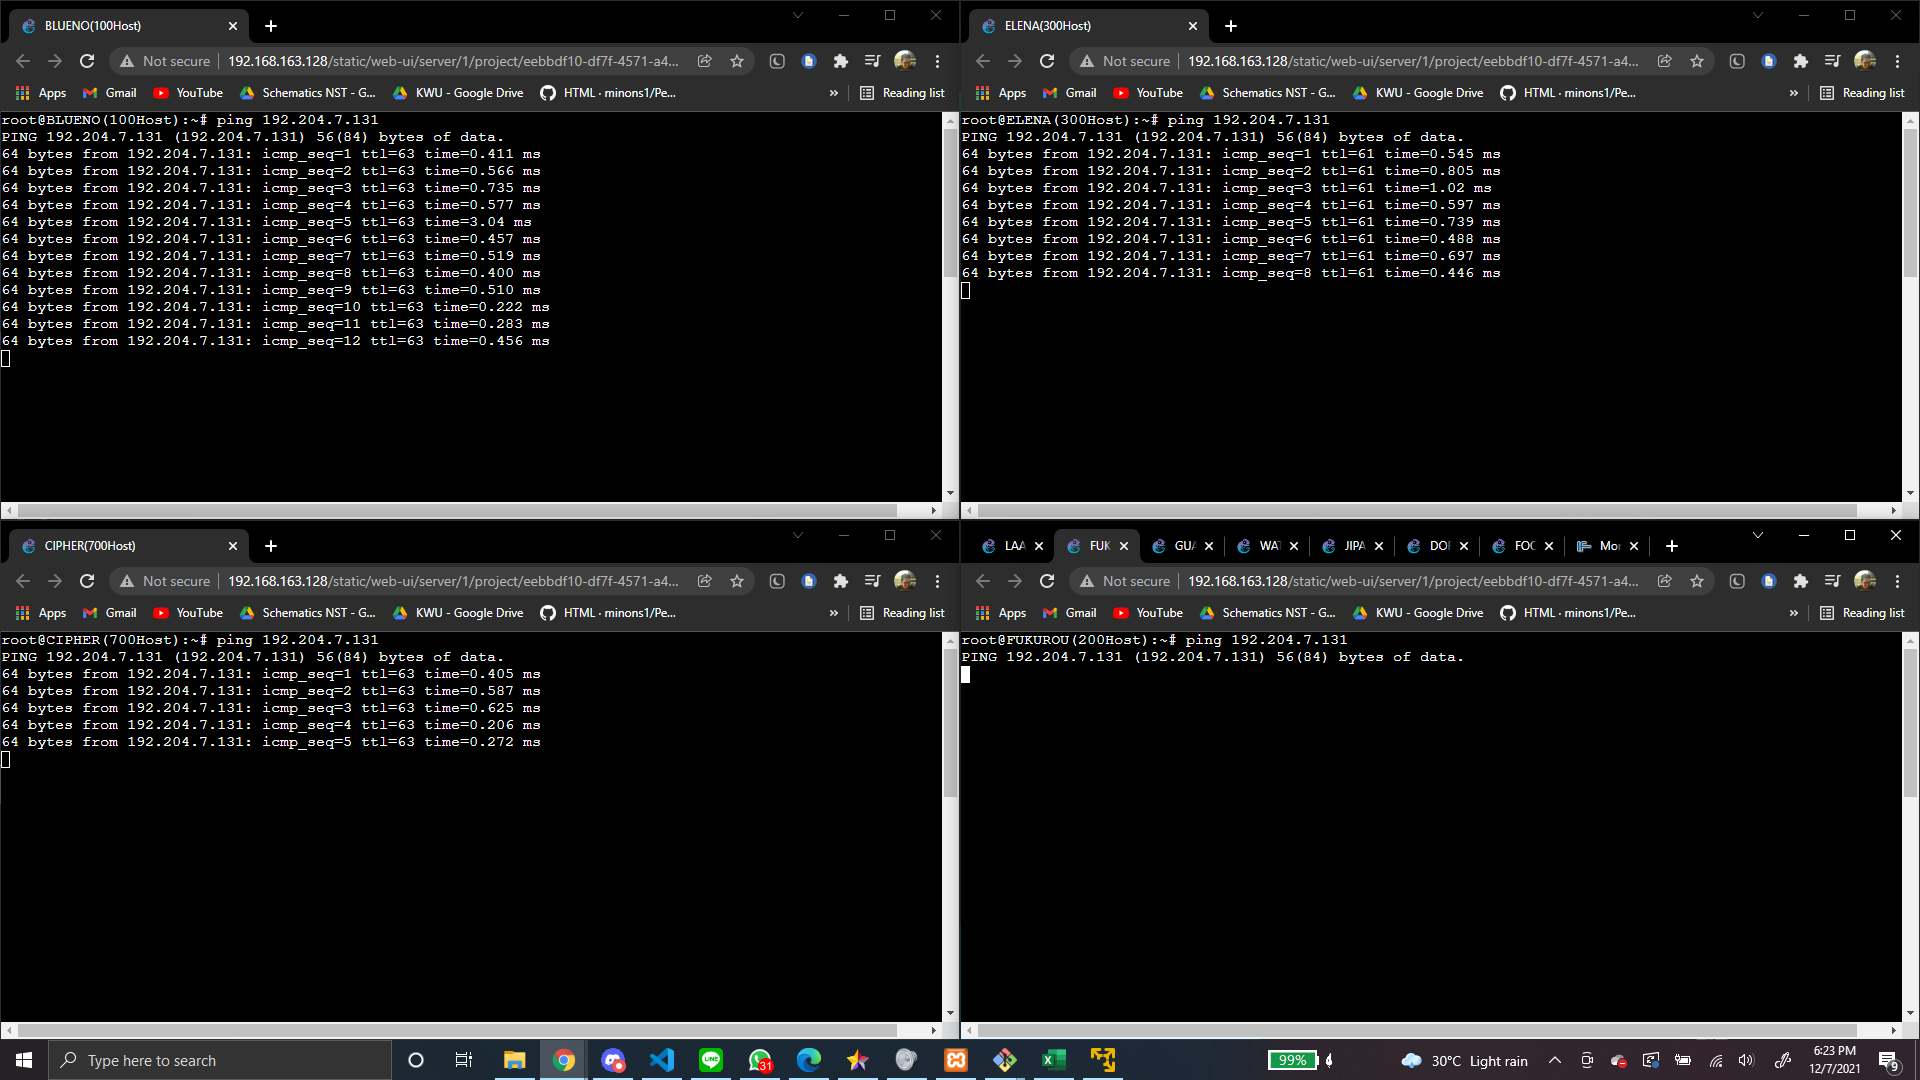 BLUENO(100Host)
Not secure 192.168.163.128/static/web-ui/server/1/project/eebbdf10-df7f-4571-a4...
Apps Gmail YouTube Schematics NST - G... KWU - Google Drive HTML · minons1/Pe... » Reading list
root@BLUENO(100Host):~# ping 192.204.7.131
PING 192.204.7.131 (192.204.7.131) 56(84) bytes of data.
64 bytes from 192.204.7.131: icmp_seq=1 ttl=63 time=0.411 ms
64 bytes from 192.204.7.131: icmp_seq=2 ttl=63 time=0.566 ms
64 bytes from 192.204.7.131: icmp_seq=3 ttl=63 time=0.735 ms
64 bytes from 192.204.7.131: icmp_seq=4 ttl=63 time=0.577 ms
64 bytes from 192.204.7.131: icmp_seq=5 ttl=63 time=3.04 ms
64 bytes from 192.204.7.131: icmp_seq=6 ttl=63 time=0.457 ms
64 bytes from 192.204.7.131: icmp_seq=7 ttl=63 time=0.519 ms
64 bytes from 192.204.7.131: icmp_seq=8 ttl=63 time=0.400 ms
64 bytes from 192.204.7.131: icmp_seq=9 ttl=63 time=0.510 ms
64 bytes from 192.204.7.131: icmp_seq=10 ttl=63 time=0.222 ms
64 bytes from 192.204.7.131: icmp_seq=11 ttl=63 time=0.283 ms
64 bytes from 192.204.7.131: icmp_seq=12 ttl=63 time=0.456 ms
ELENA(300Host)
Not secure 192.168.163.128/static/web-ui/server/1/project/eebbdf10-df7f-4571-a4...
Apps Gmail YouTube Schematics NST - G... KWU - Google Drive HTML · minons1/Pe... » Reading list
root@ELENA(300Host):~# ping 192.204.7.131
PING 192.204.7.131 (192.204.7.131) 56(84) bytes of data.
64 bytes from 192.204.7.131: icmp_seq=1 ttl=61 time=0.545 ms
64 bytes from 192.204.7.131: icmp_seq=2 ttl=61 time=0.805 ms
64 bytes from 192.204.7.131: icmp_seq=3 ttl=61 time=1.02 ms
64 bytes from 192.204.7.131: icmp_seq=4 ttl=61 time=0.597 ms
64 bytes from 192.204.7.131: icmp_seq=5 ttl=61 time=0.739 ms
64 bytes from 192.204.7.131: icmp_seq=6 ttl=61 time=0.488 ms
64 bytes from 192.204.7.131: icmp_seq=7 ttl=61 time=0.697 ms
64 bytes from 192.204.7.131: icmp_seq=8 ttl=61 time=0.446 ms
CIPHER(700Host)
Not secure 192.168.163.128/static/web-ui/server/1/project/eebbdf10-df7f-4571-a4...
Apps Gmail YouTube Schematics NST - G... KWU - Google Drive HTML · minons1/Pe... » Reading list
root@CIPHER(700Host):~# ping 192.204.7.131
PING 192.204.7.131 (192.204.7.131) 56(84) bytes of data.
64 bytes from 192.204.7.131: icmp_seq=1 ttl=63 time=0.405 ms
64 bytes from 192.204.7.131: icmp_seq=2 ttl=63 time=0.587 ms
64 bytes from 192.204.7.131: icmp_seq=3 ttl=63 time=0.625 ms
64 bytes from 192.204.7.131: icmp_seq=4 ttl=63 time=0.206 ms
64 bytes from 192.204.7.131: icmp_seq=5 ttl=63 time=0.272 ms
LAA FUK GUA WAT JIPA DOR FOO Mor
Not secure 192.168.163.128/static/web-ui/server/1/project/eebbdf10-df7f-4571-a4...
Apps Gmail YouTube Schematics NST - G... KWU - Google Drive HTML · minons1/Pe... » Reading list
root@FUKUROU(200Host):~# ping 192.204.7.131
PING 192.204.7.131 (192.204.7.131) 56(84) bytes of data.
Type here to search
LINE
31
99%
30°C Light rain
6:23 PM
12/7/2021
9